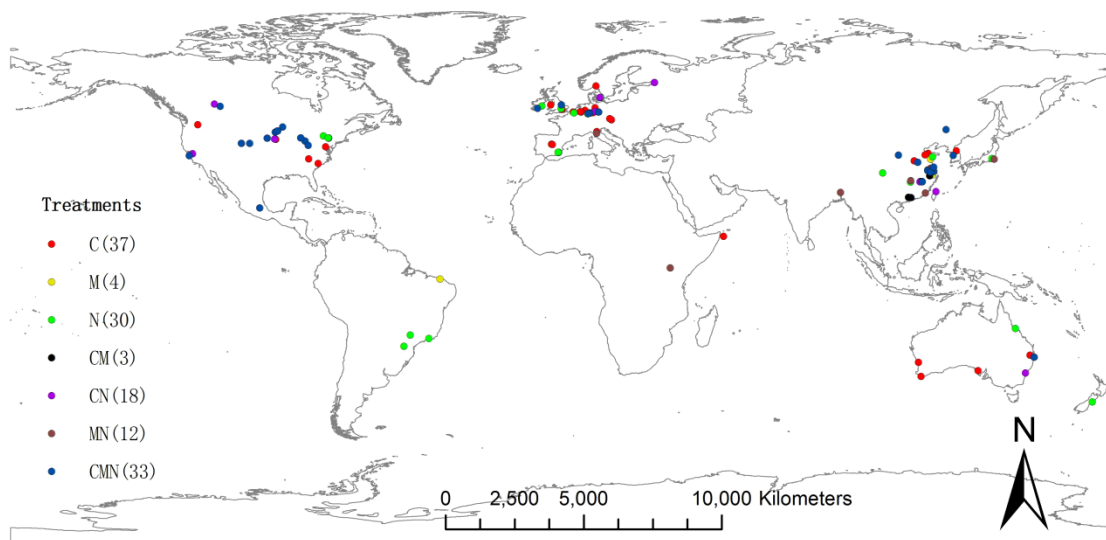 Treatments
C(37)
M(4)
N(30)
CM(3)
CN(18)
MN(12)
CMN(33)
0 2,500 5,000 10,000 Kilometers
N